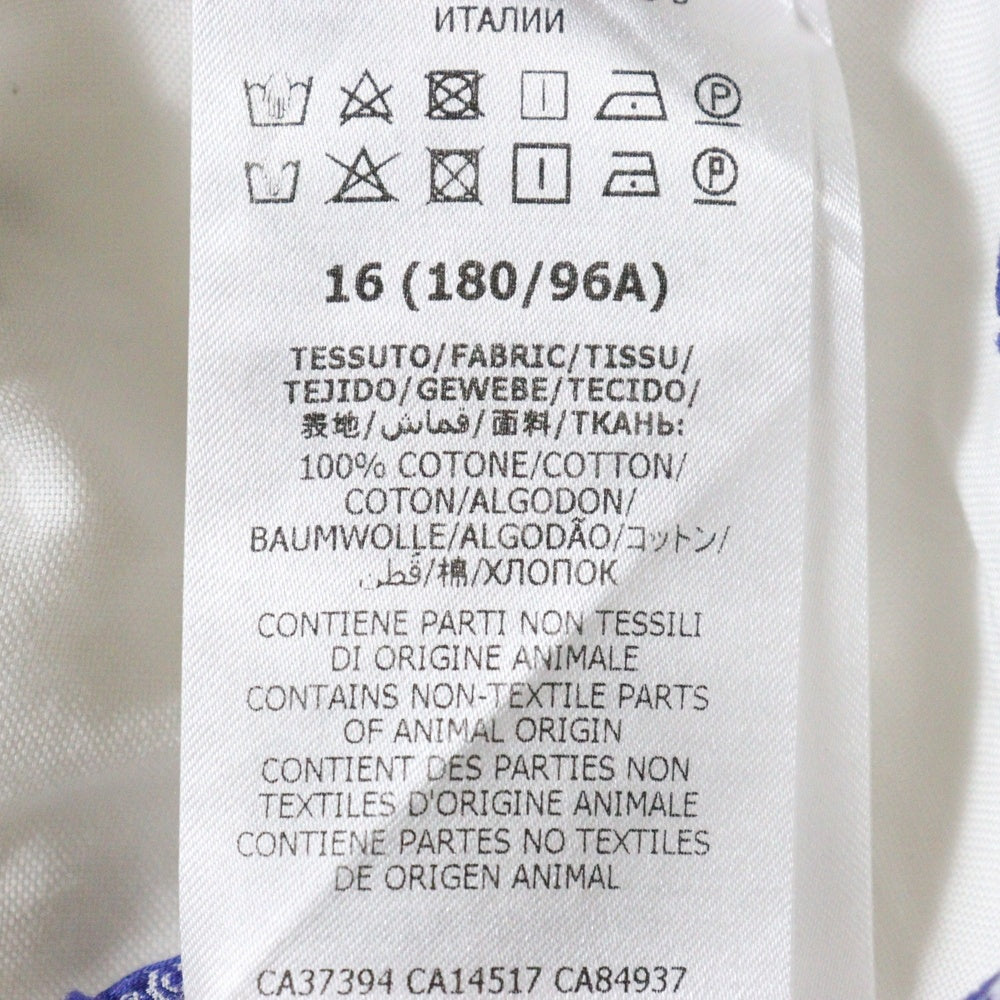 ИТАЛИИ
P
P
16 (180/96A)
TESSUTO/FABRIC/TISSU/
TEJIDO/GEWEBE/TECIDO/
表地/قماش/面料/ТКАНЬ:
100% COTONE/COTTON/
COTON/ALGODON/
BAUMWOLLE/ALGODÃO/コットン/
قُطن/棉/ХЛОПОК
CONTIENE PARTI NON TESSILI
DI ORIGINE ANIMALE
CONTAINS NON-TEXTILE PARTS
OF ANIMAL ORIGIN
CONTIENT DES PARTIES NON
TEXTILES D'ORIGINE ANIMALE
CONTIENE PARTES NO TEXTILES
DE ORIGEN ANIMAL
CA37394 CA14517 CA84937